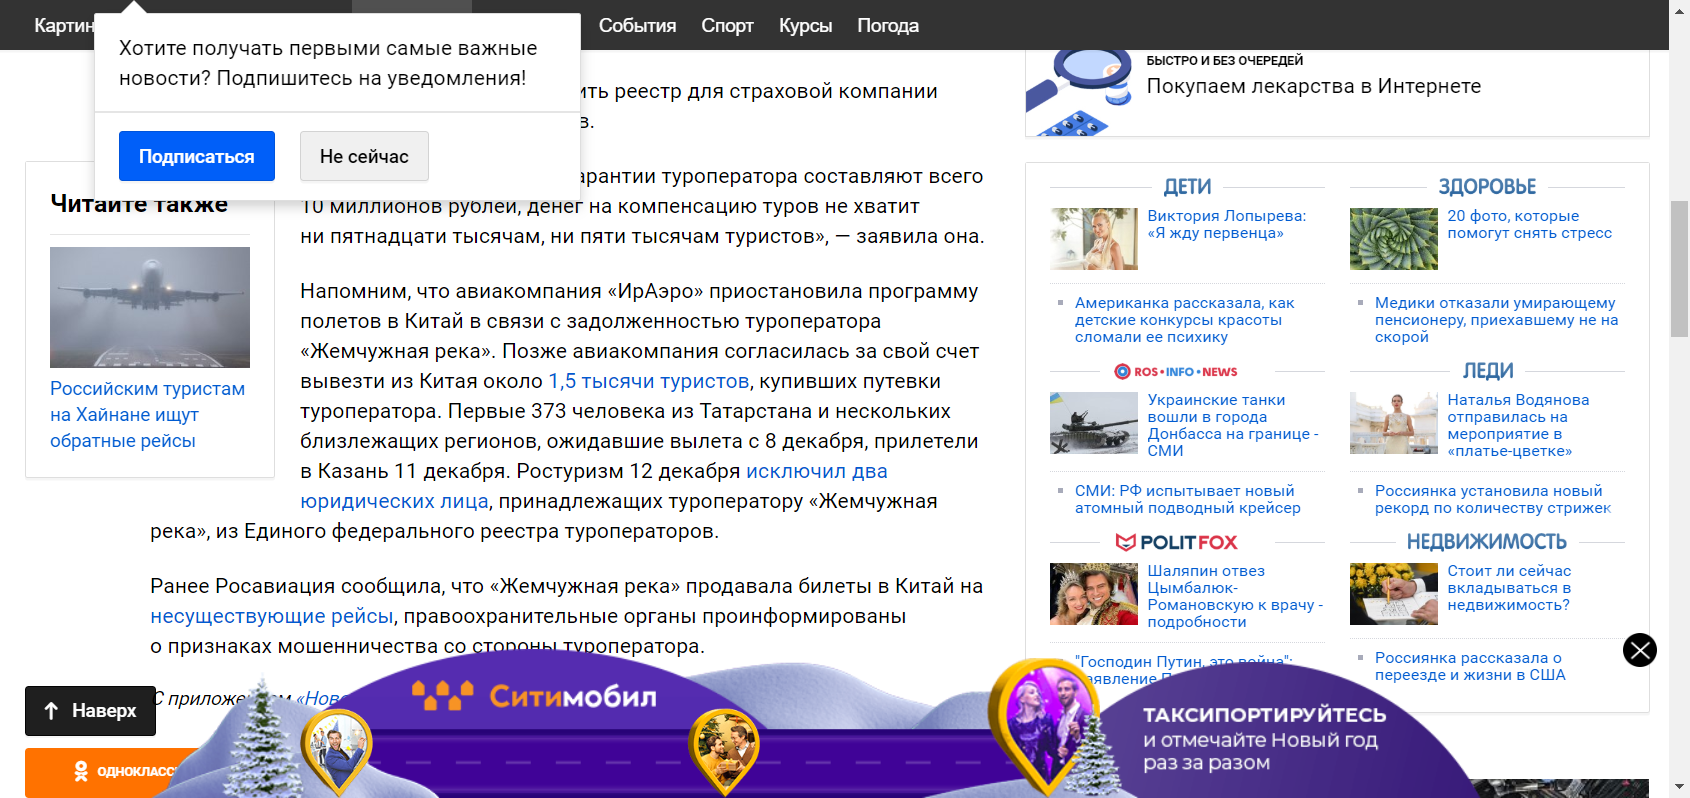 События Спорт Курсы Погода
Хотите получать первыми самые важные
новости? Подпишитесь на уведомления!
Подписаться
Не сейчас
реестр для страховой компании
Читайте также
Российским туристам
на Хайнане ищут
обратные рейсы
туроператора составляют всего
10 миллионов рублей, денег на компенсацию туров не хватит
ни пятнадцати тысячам, ни пяти тысячам туристов», — заявила она.
Напомним, что авиакомпания «ИрАэро» приостановила программу
полетов в Китай в связи с задолженностью туроператора
«Жемчужная река». Позже авиакомпания согласилась за свой счет
вывезти из Китая около 1,5 тысячи туристов, купивших путевки
туроператора. Первые 373 человека из Татарстана и нескольких
близлежащих регионов, ожидавшие вылета с 8 декабря, прилетели
в Казань 11 декабря. Ростуризм 12 декабря исключил два
юридических лица, принадлежащих туроператору «Жемчужная
река», из Единого федерального реестра туроператоров.
Ранее Росавиация сообщила, что «Жемчужная река» продавала билеты в Китай на
несуществующие рейсы, правоохранительные органы проинформированы
о признаках мошенничества со стороны туроператора.
Наверх
БЫСТРО И БЕЗ ОЧЕРЕДЕЙ
Покупаем лекарства в Интернете
ДЕТИ
Виктория Лопырева:
«Я жду первенца»
Американка рассказала, как
детские конкурсы красоты
сломали ее психику
ROS•INFO•NEWS
Украинские танки
вошли в города
Донбасса на границе -
СМИ
СМИ: РФ испытывает новый
атомный подводный крейсер
POLITFOX
Шаляпин отвез
Цымбалюк-
Романовскую к врачу -
подробности
"Господин Путин, это война":
ЗДОРОВЬЕ
20 фото, которые
помогут снять стресс
Медики отказали умирающему
пенсионеру, приехавшему не на
скорой
ЛЕДИ
Наталья Водянова
отправилась на
мероприятие в
«платье-цветке»
Россиянка установила новый
рекорд по количеству стрижек
НЕДВИЖИМОСТЬ
Стоит ли сейчас
вкладываться в
недвижимость?
Россиянка рассказала о
переезде и жизни в США
Ситимобил
ТАКСИПОРТИРУЙТЕСЬ
и отмечайте Новый год
раз за разом